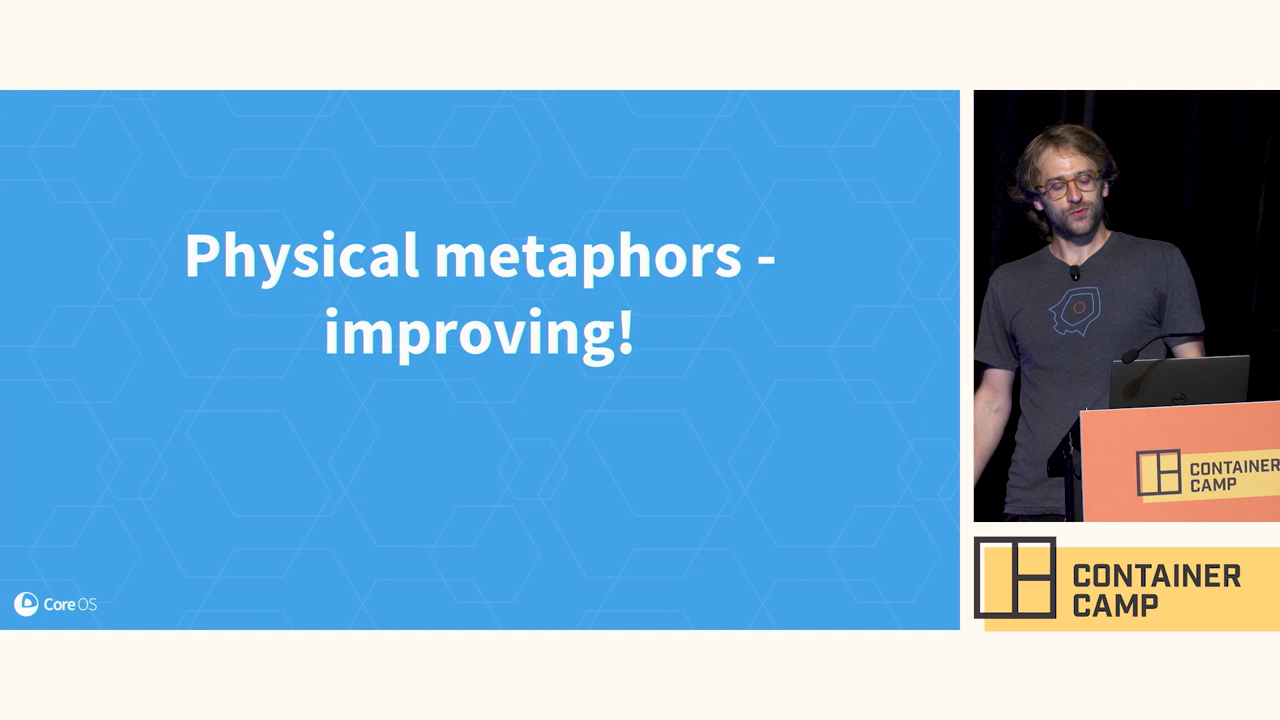 Physical metaphors -
improving!
CoreOS
CONTAINER
CAMP
CONTAINER
CAMP